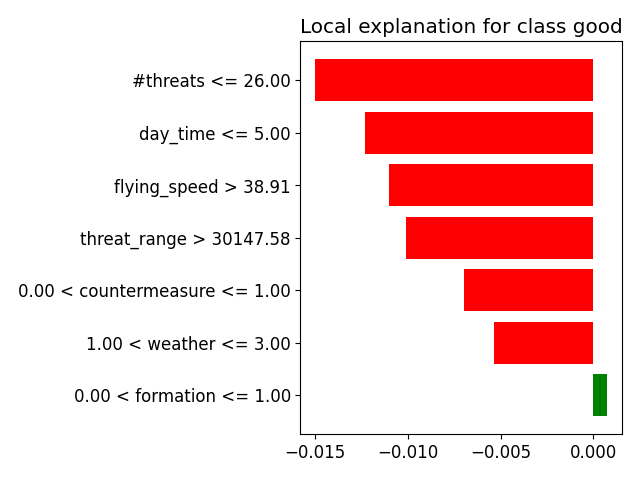 Local explanation for class good
#threats <= 26.00
day_time <= 5.00
flying_speed > 38.91
threat_range > 30147.58
0.00 < countermeasure <= 1.00
1.00 < weather <= 3.00
0.00 < formation <= 1.00
−0.015 −0.010 −0.005 0.000